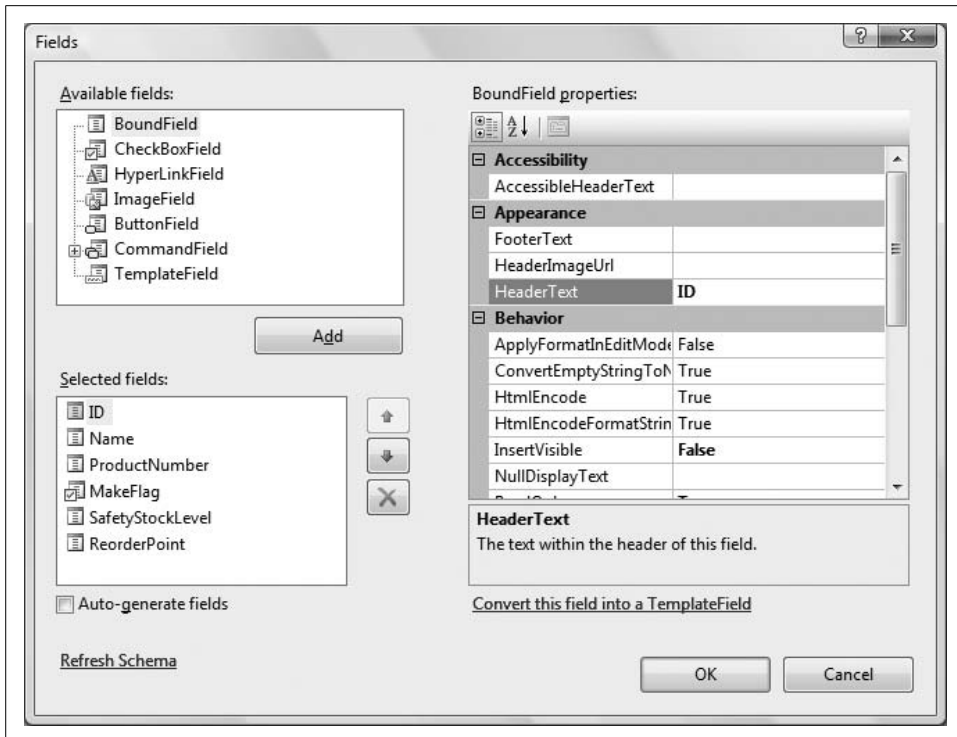 Fields
Available fields:
BoundField
CheckBoxField
HyperLinkField
ImageField
ButtonField
CommandField
TemplateField
Add
Selected fields:
ID
Name
ProductNumber
MakeFlag
SafetyStockLevel
ReorderPoint
Auto-generate fields
Refresh Schema
BoundField properties:
Accessibility
AccessibleHeaderText
Appearance
FooterText
HeaderImageUrl
HeaderText ID
Behavior
ApplyFormatInEditMode False
ConvertEmptyStringToN True
HtmlEncode True
HtmlEncodeFormatStrin True
InsertVisible False
NullDisplayText
HeaderText
The text within the header of this field.
Convert this field into a TemplateField
OK
Cancel